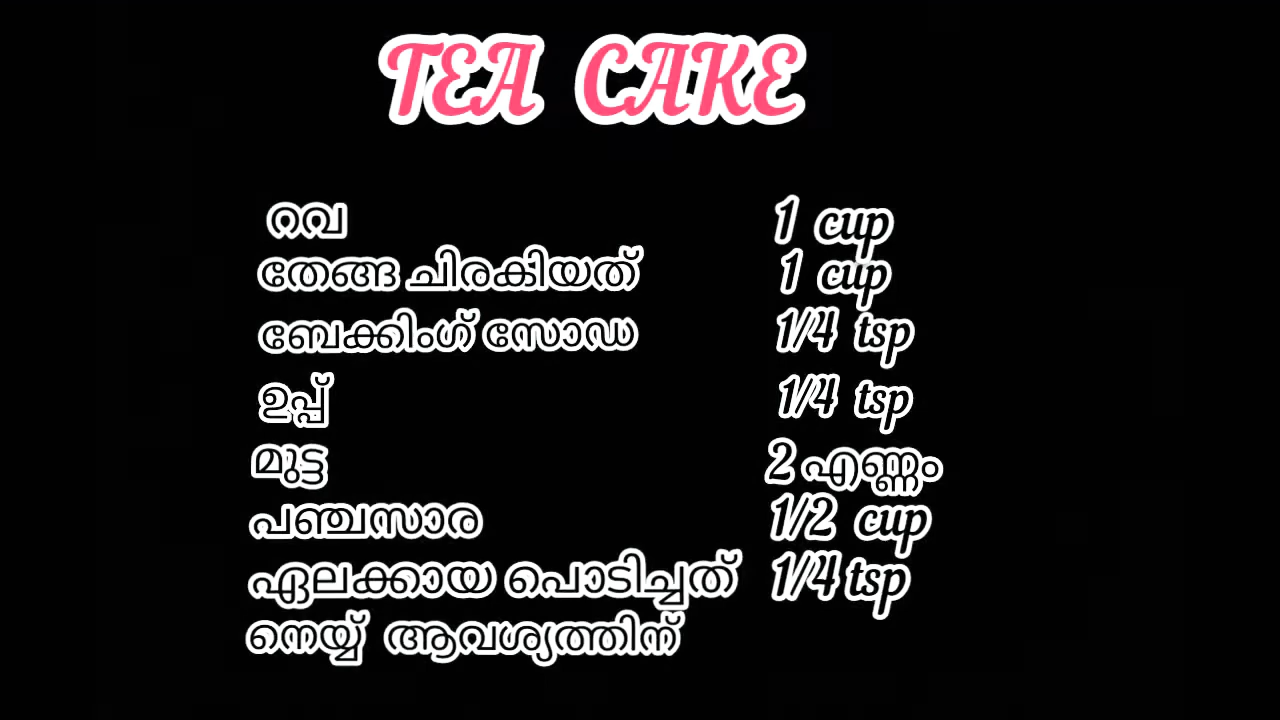 TEA CAKE
റവ 1 cup
തേങ്ങ ചിരകിയത് 1 cup
ബേക്കിംഗ് സോഡ 1/4 tsp
ഉപ്പ് 1/4 tsp
മുട്ട 2 എണ്ണം
പഞ്ചസാര 1/2 cup
ഏലക്കായ പൊടിച്ചത് 1/4 tsp
നെയ്യ് ആവശ്യത്തിന്